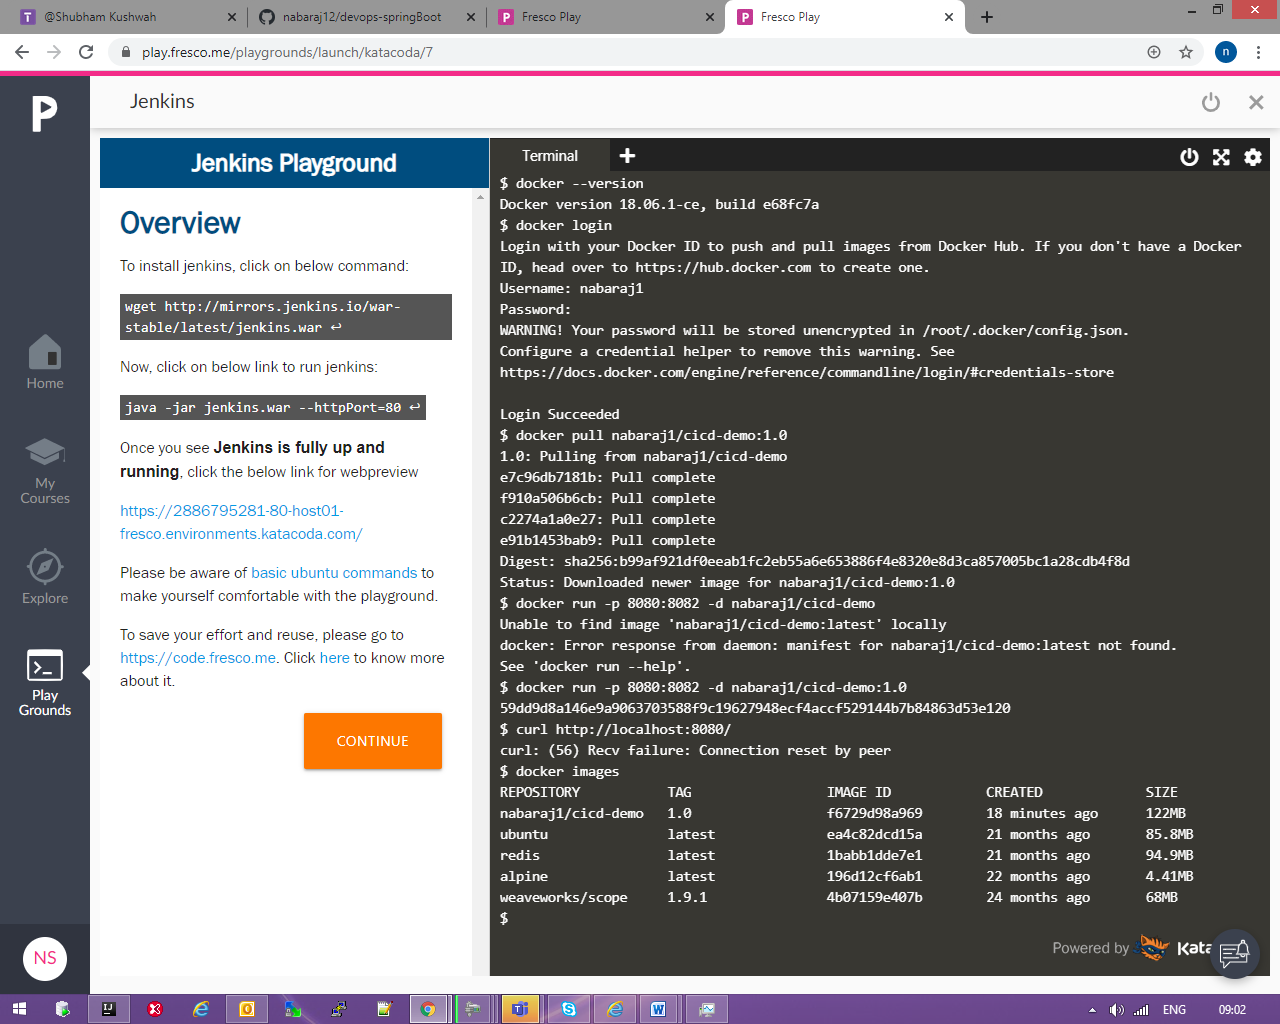 @Shubham Kushwah
nabaraj12/devops-springBoot
Fresco Play
Fresco Play
play.fresco.me/playgrounds/launch/katacoda/7
n
P
Jenkins
Home
My
Courses
Explore
Play
Grounds
NS
Jenkins Playground
Overview
To install jenkins, click on below command:
wget http://mirrors.jenkins.io/war-
stable/latest/jenkins.war ↩
Now, click on below link to run jenkins:
java -jar jenkins.war --httpPort=80 ↩
Once you see Jenkins is fully up and
running, click the below link for webpreview
https://2886795281-80-host01-
fresco.environments.katacoda.com/
Please be aware of basic ubuntu commands to
make yourself comfortable with the playground.
To save your effort and reuse, please go to
https://code.fresco.me. Click here to know more
about it.
CONTINUE
Terminal
$ docker --version
Docker version 18.06.1-ce, build e68fc7a
$ docker login
Login with your Docker ID to push and pull images from Docker Hub. If you don't have a Docker
ID, head over to https://hub.docker.com to create one.
Username: nabaraj1
Password:
WARNING! Your password will be stored unencrypted in /root/.docker/config.json.
Configure a credential helper to remove this warning. See
https://docs.docker.com/engine/reference/commandline/login/#credentials-store
Login Succeeded
$ docker pull nabaraj1/cicd-demo:1.0
1.0: Pulling from nabaraj1/cicd-demo
e7c96db7181b: Pull complete
f910a506b6cb: Pull complete
c2274a1a0e27: Pull complete
e91b1453bab9: Pull complete
Digest: sha256:b99af921df0eeab1fc2eb55a6e653886f4e8320e8d3ca857005bc1a28cdb4f8d
Status: Downloaded newer image for nabaraj1/cicd-demo:1.0
$ docker run -p 8080:8082 -d nabaraj1/cicd-demo
Unable to find image 'nabaraj1/cicd-demo:latest' locally
docker: Error response from daemon: manifest for nabaraj1/cicd-demo:latest not found.
See 'docker run --help'.
$ docker run -p 8080:8082 -d nabaraj1/cicd-demo:1.0
59dd9d8a146e9a9063703588f9c19627948ecf4accf529144b7b84863d53e120
$ curl http://localhost:8080/
curl: (56) Recv failure: Connection reset by peer
$ docker images
REPOSITORY TAG IMAGE ID CREATED SIZE
nabaraj1/cicd-demo 1.0 f6729d98a969 18 minutes ago 122MB
ubuntu latest ea4c82dcd15a 21 months ago 85.8MB
redis latest 1babb1dde7e1 21 months ago 94.9MB
alpine latest 196d12cf6ab1 22 months ago 4.41MB
weaveworks/scope 1.9.1 4b07159e407b 24 months ago 68MB
$
Powered by Kata
ENG
09:02